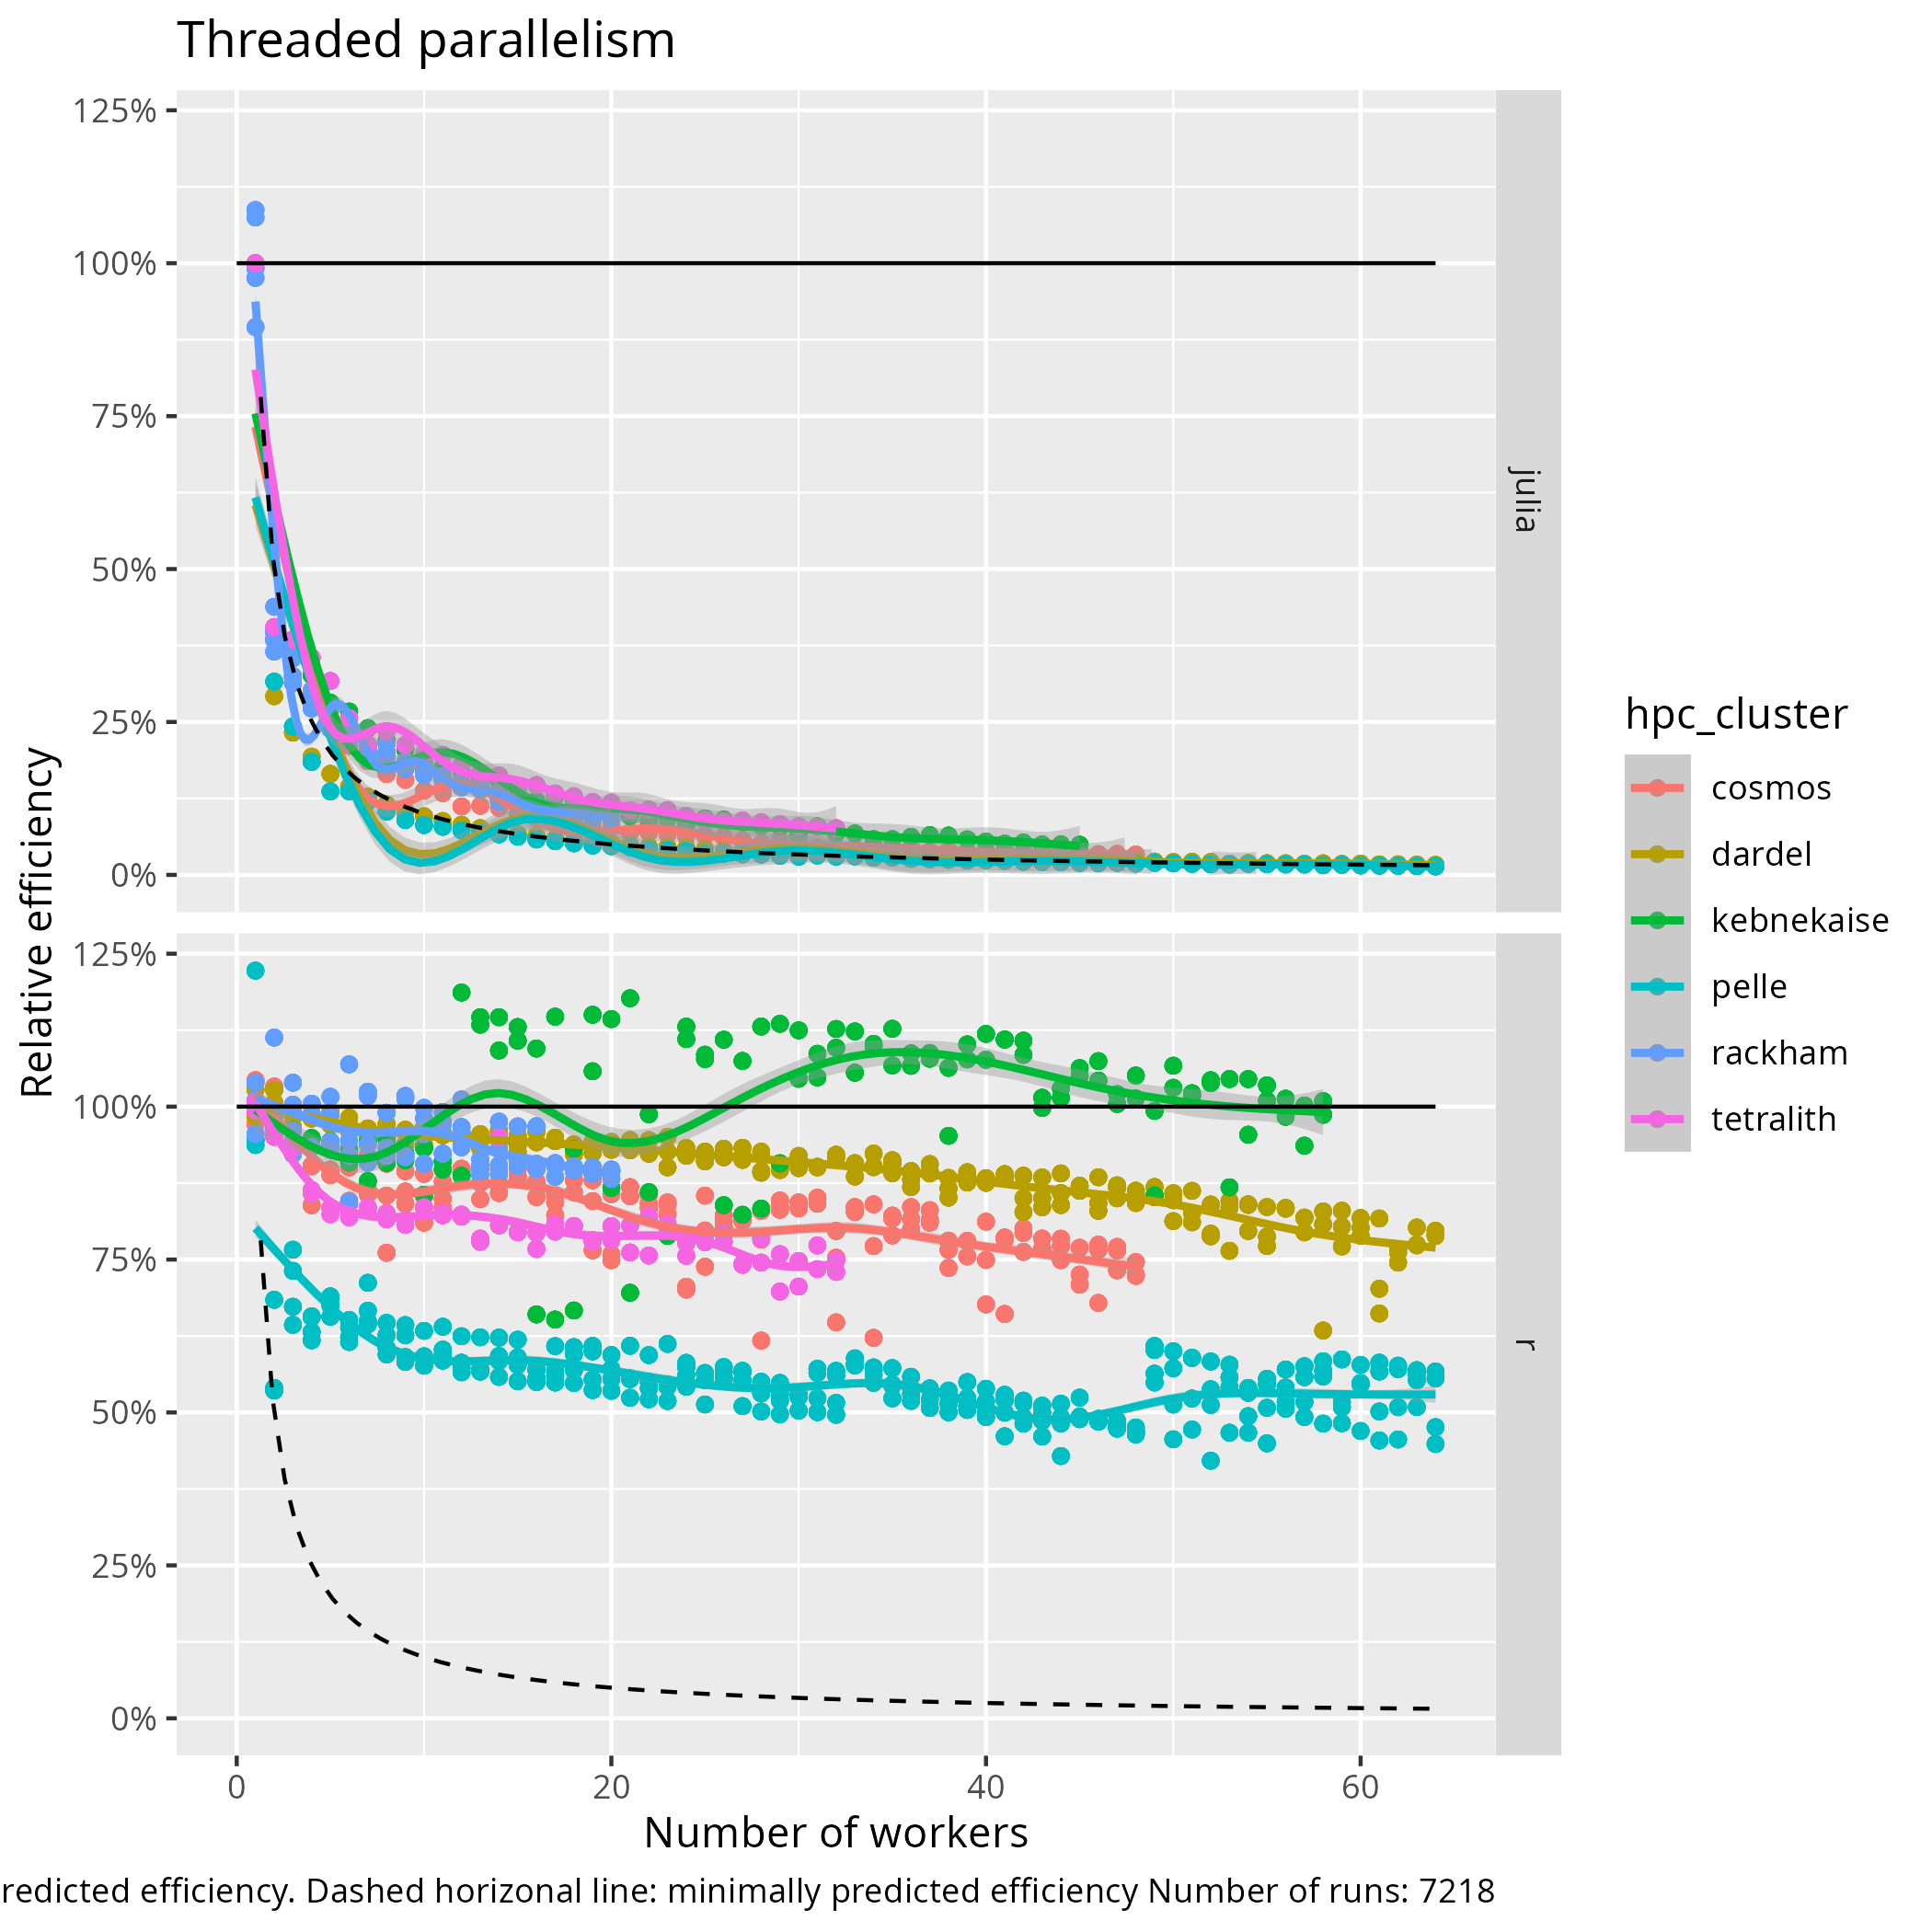 Threaded parallelism
125%
100%
75%
50%
25%
0%
julia
125%
100%
75%
50%
25%
0%
r
0
20
40
60
Number of workers
Relative efficiency
hpc_cluster
cosmos
dardel
kebnekaise
pelle
rackham
tetralith
redicted efficiency. Dashed horizonal line: minimally predicted efficiency Number of runs: 7218